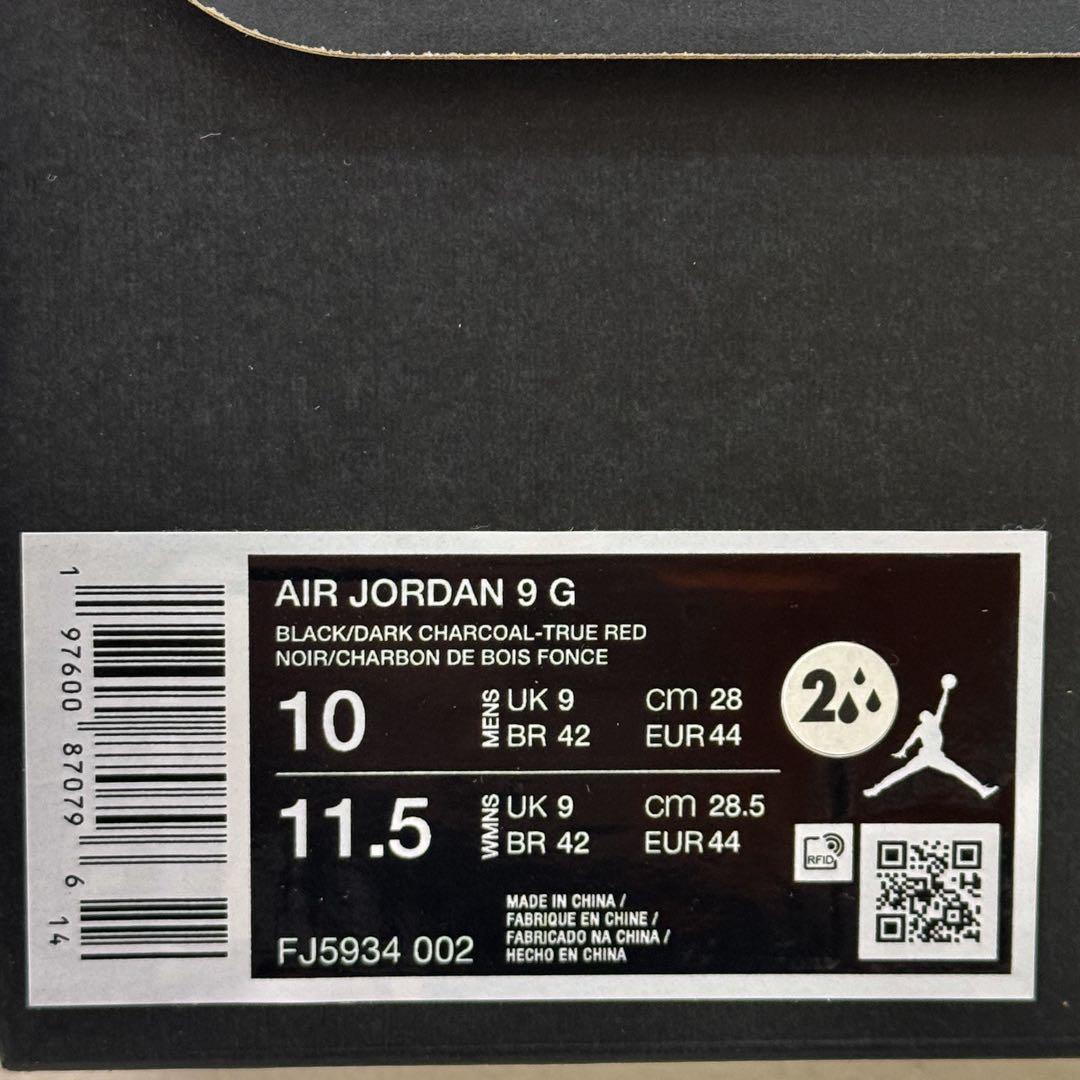 1 97600 87079 6 14
AIR JORDAN 9 G
BLACK/DARK CHARCOAL-TRUE RED
NOIR/CHARBON DE BOIS FONCE
10 MENS UK 9 CM 28
BR 42 EUR 44
11.5 WMNS UK 9 CM 28.5
BR 42 EUR 44
2
RFID
FJ5934 002
MADE IN CHINA /
FABRIQUE EN CHINE /
FABRICADO NA CHINA /
HECHO EN CHINA